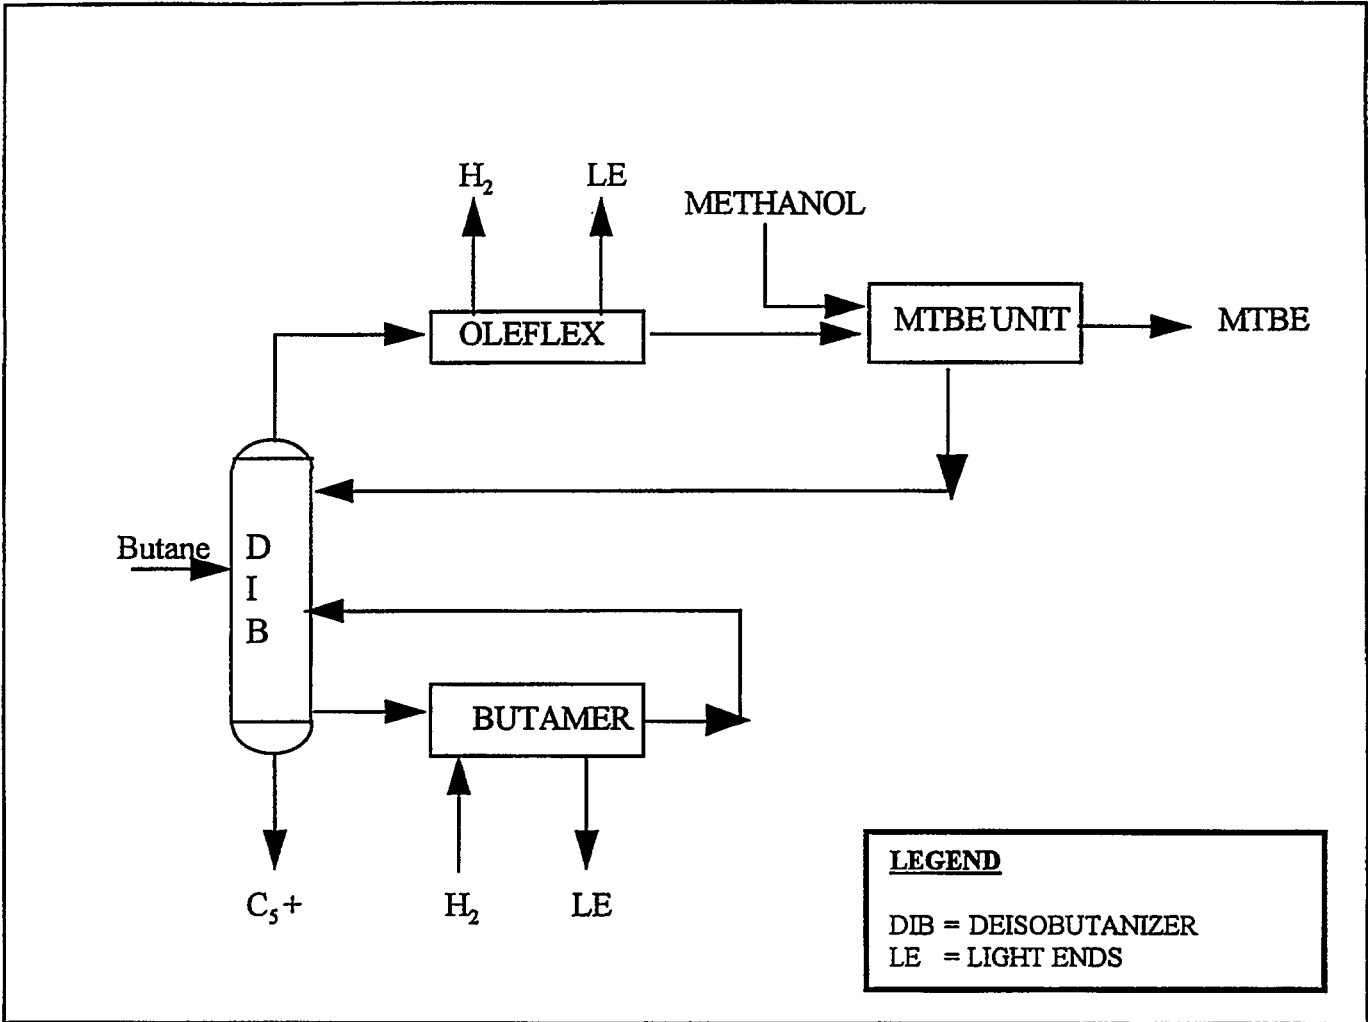 H₂ LE
METHANOL
OLEFLEX
MTBE UNIT
MTBE
Butane
D
I
B
BUTAMER
C₅+
H₂
LE
LEGEND
DIB = DEISOBUTANIZER
LE = LIGHT ENDS